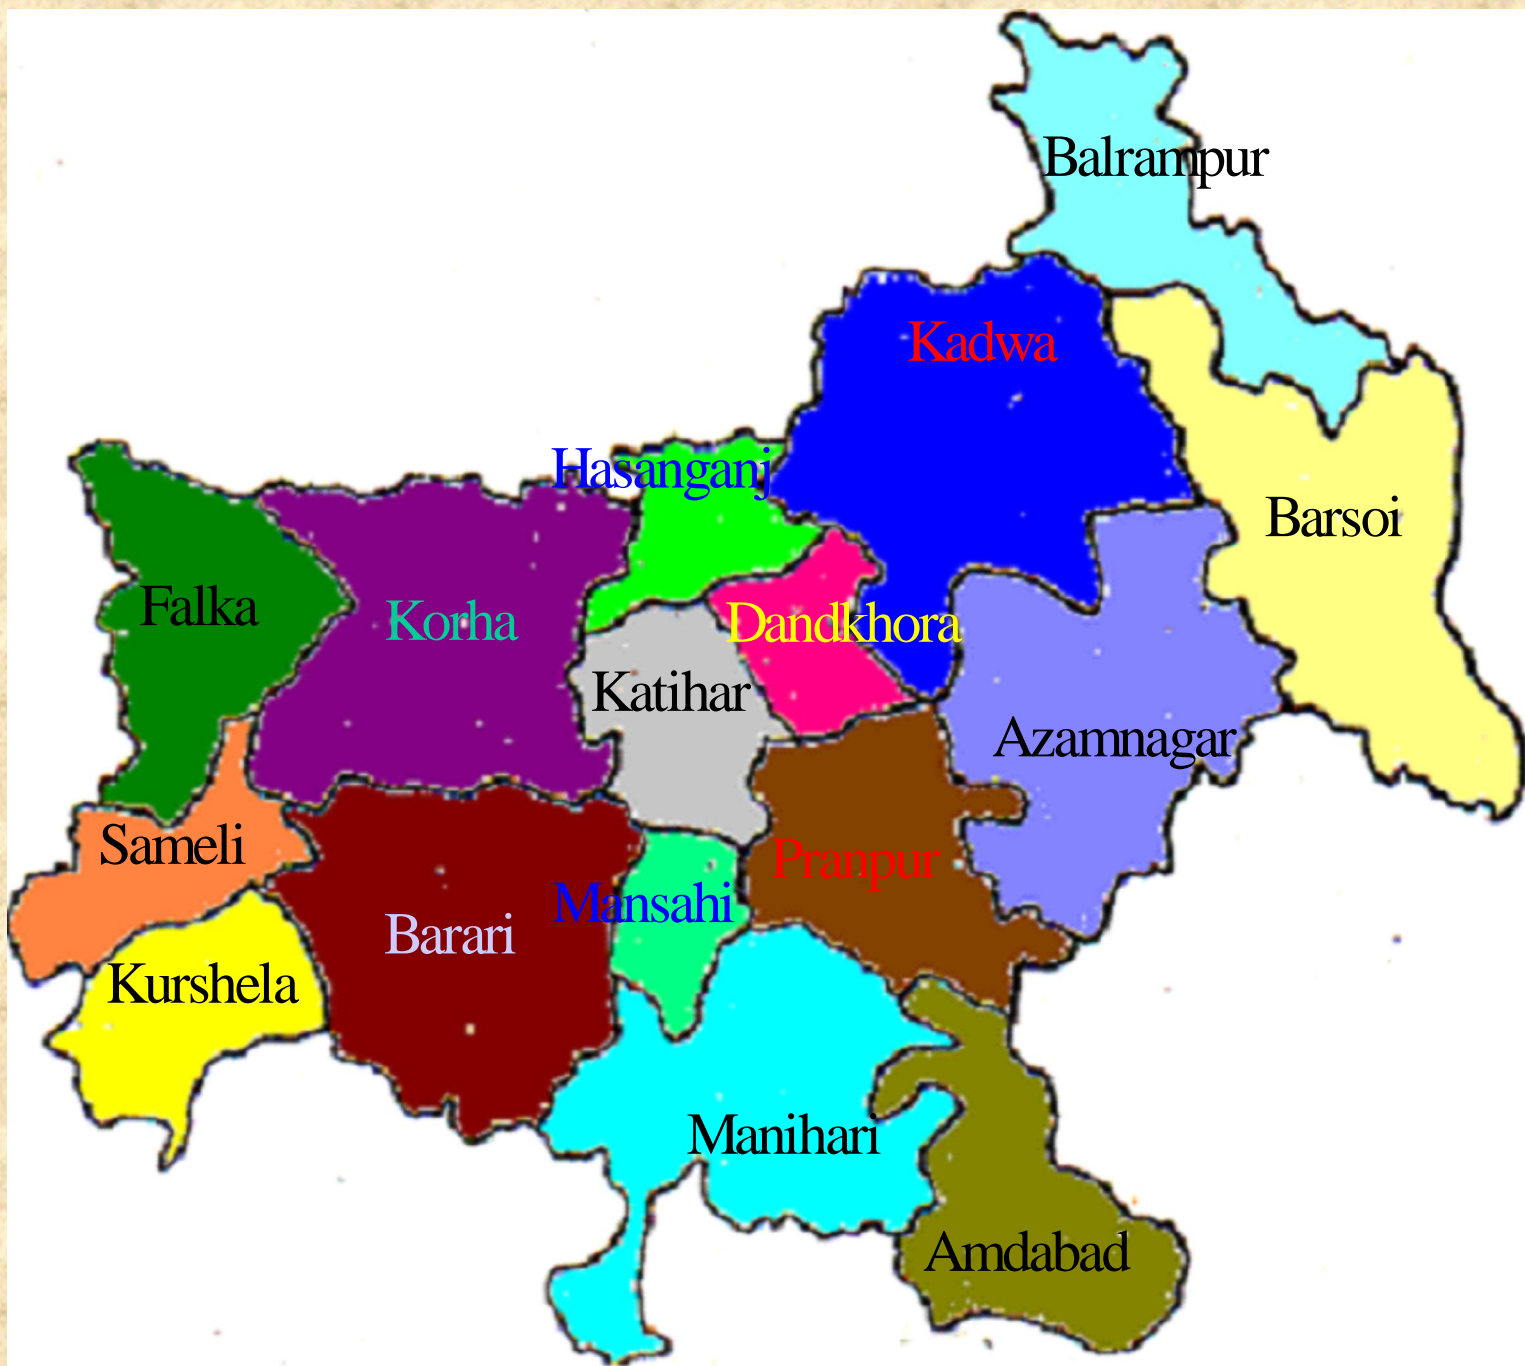 Balrampur
Kadwa
Hasanganj
Barsoi
Falka
Korha
Dandkhora
Katihar
Azamnagar
Sameli
Pranpur
Mansahi
Barari
Kurshela
Manihari
Amdabad